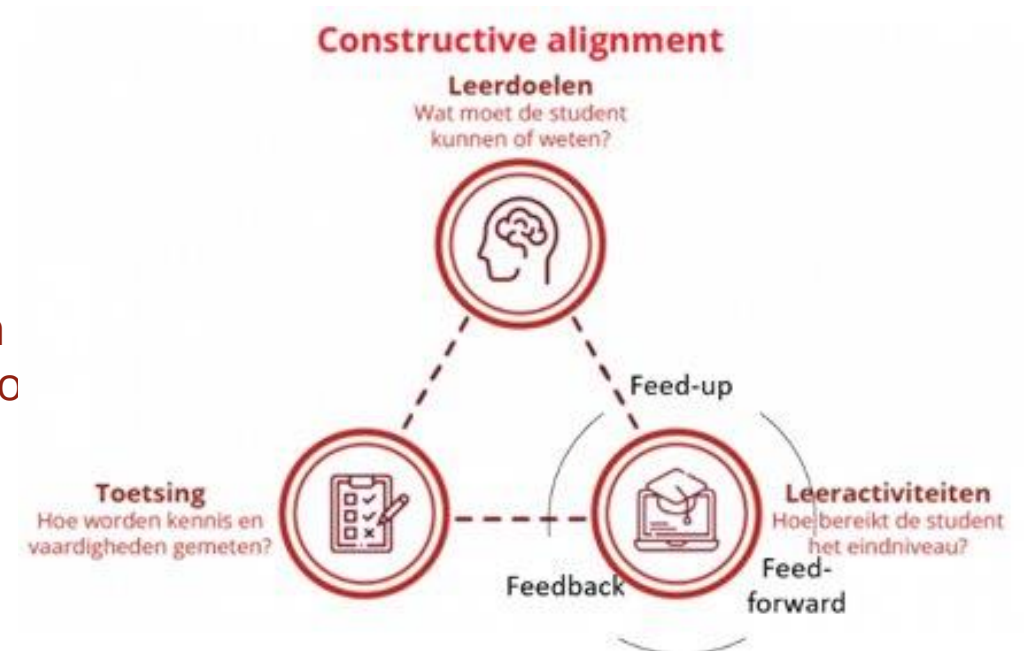 Constructive alignment
Leerdoelen
Wat moet de student
kunnen of weten?
Feed-up
Toetsing
Hoe worden kennis en
vaardigheden gemeten?
Leeractiviteiten
Hoe bereikt de student
het eindniveau?
Feedback
Feed-
forward